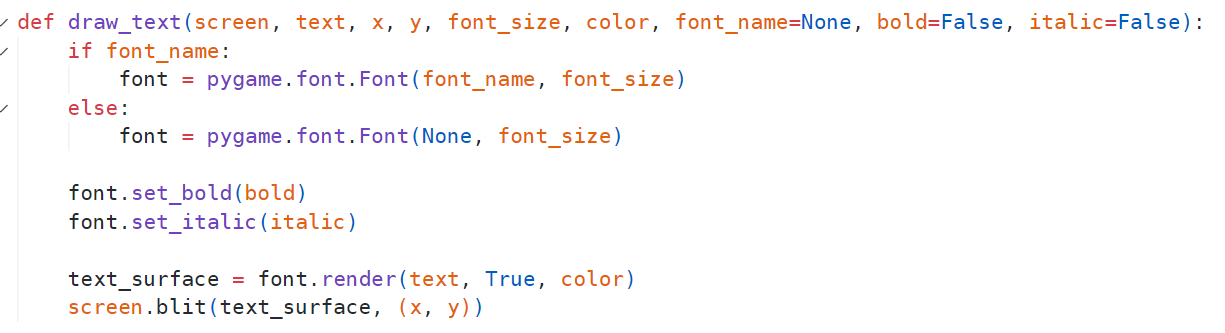 def draw_text(screen, text, x, y, font_size, color, font_name=None, bold=False, italic=False):
    if font_name:
        font = pygame.font.Font(font_name, font_size)
    else:
        font = pygame.font.Font(None, font_size)

    font.set_bold(bold)
    font.set_italic(italic)

    text_surface = font.render(text, True, color)
    screen.blit(text_surface, (x, y))